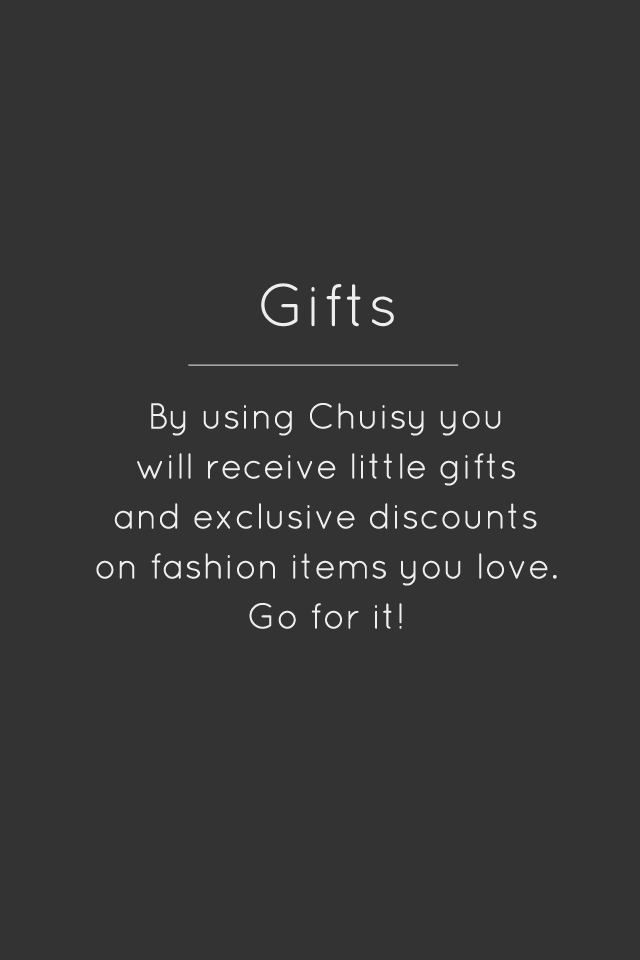 Gifts
By using Chuisy you
will receive little gifts
and exclusive discounts
on fashion items you love.
Go for it!